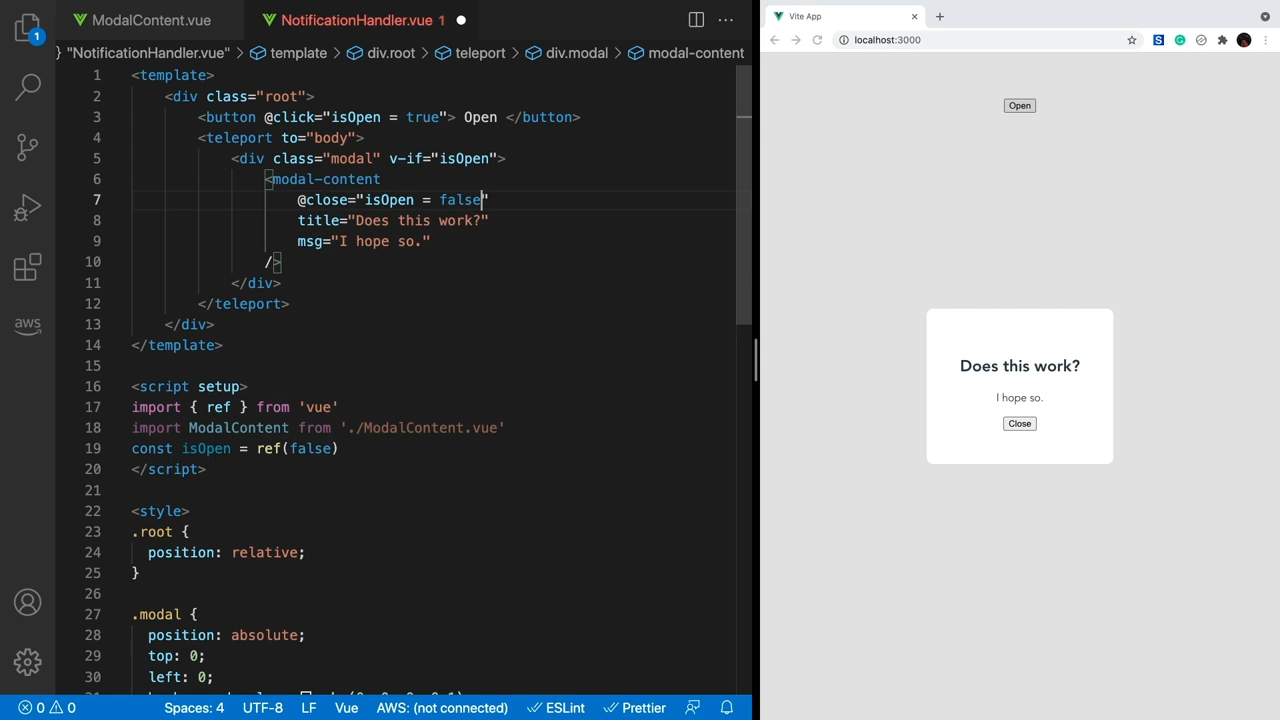 ModalContent.vue
NotificationHandler.vue 1
1
} "NotificationHandler.vue" template div.root teleport div.modal modal-content
1 <template>
2 <div class="root">
3 <button @click="isOpen = true"> Open </button>
4 <teleport to="body">
5 <div class="modal" v-if="isOpen">
6 <modal-content
7 @close="isOpen = false"
8 title="Does this work?"
9 msg="I hope so."
10 />
11 </div>
12 </teleport>
13 </div>
14 </template>
15
16 <script setup>
17 import { ref } from 'vue'
18 import ModalContent from './ModalContent.vue'
19 const isOpen = ref(false)
20 </script>
21
22 <style>
23 .root {
24 position: relative;
25 }
26
27 .modal {
28 position: absolute;
29 top: 0;
30 left: 0;
aws
0 0 Spaces: 4 UTF-8 LF Vue AWS: (not connected) ESLint Prettier
Vite App
localhost:3000
Open
Does this work?
I hope so.
Close